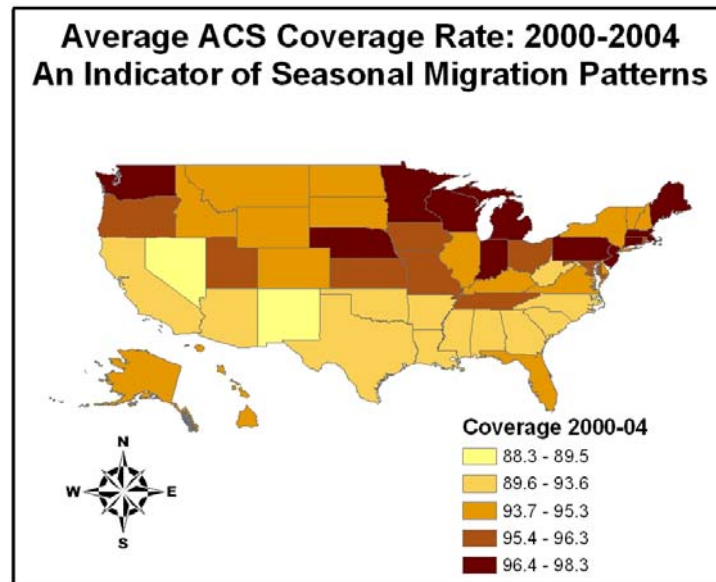 Average ACS Coverage Rate: 2000-2004
An Indicator of Seasonal Migration Patterns
N
W
E
S
Coverage 2000-04
88.3 - 89.5
89.6 - 93.6
93.7 - 95.3
95.4 - 96.3
96.4 - 98.3